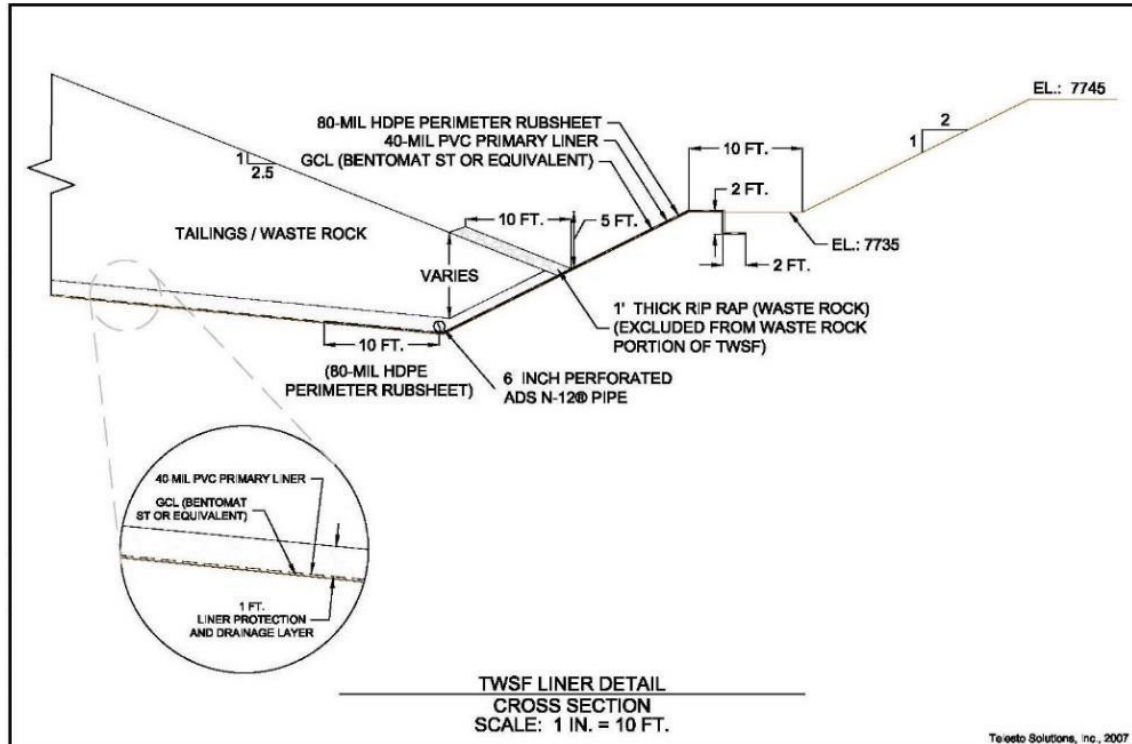 EL.: 7745
2
1
80-MIL HDPE PERIMETER RUBSHEET
40-MIL PVC PRIMARY LINER
GCL (BENTOMAT ST OR EQUIVALENT)
10 FT.
2 FT.
1
2.5
10 FT.
5 FT.
TAILINGS / WASTE ROCK
EL.: 7735
VARIES
2 FT.
1' THICK RIP RAP (WASTE ROCK)
(EXCLUDED FROM WASTE ROCK
PORTION OF TWSF)
10 FT.
(80-MIL HDPE
PERIMETER RUBSHEET)
6 INCH PERFORATED
ADS N-12® PIPE
40-MIL PVC PRIMARY LINER
GCL (BENTOMAT
ST OR EQUIVALENT)
1 FT.
LINER PROTECTION
AND DRAINAGE LAYER
TWSF LINER DETAIL
CROSS SECTION
SCALE: 1 IN. = 10 FT.
Telesto Solutions, Inc., 2007